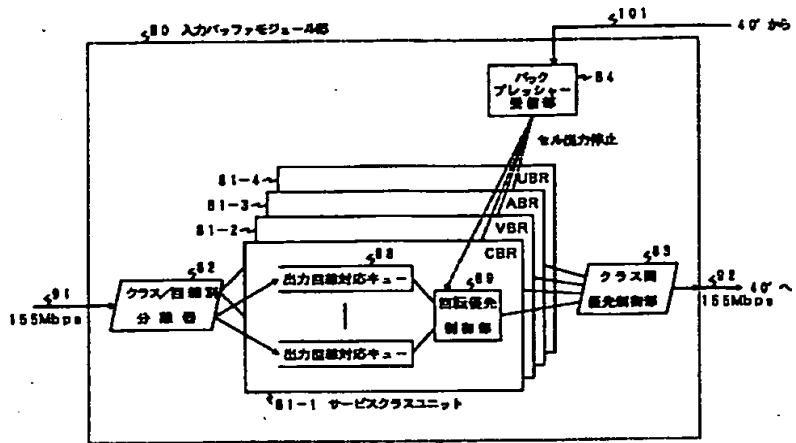 80 入力バッファモジュール部
101
40' から
バック
プレッシャー
受信部
84
セル出力停止
81-4
UBR
81-3
ABR
81-2
VBR
CBR
82
88
89
83
91
155Mbps
クラス/回線別
分離器
出力回線対応キュー
出力回線対応キュー
回転優先
制御部
クラス間
優先制御部
92
155Mbps
40' へ
81-1 サービスクラスユニット